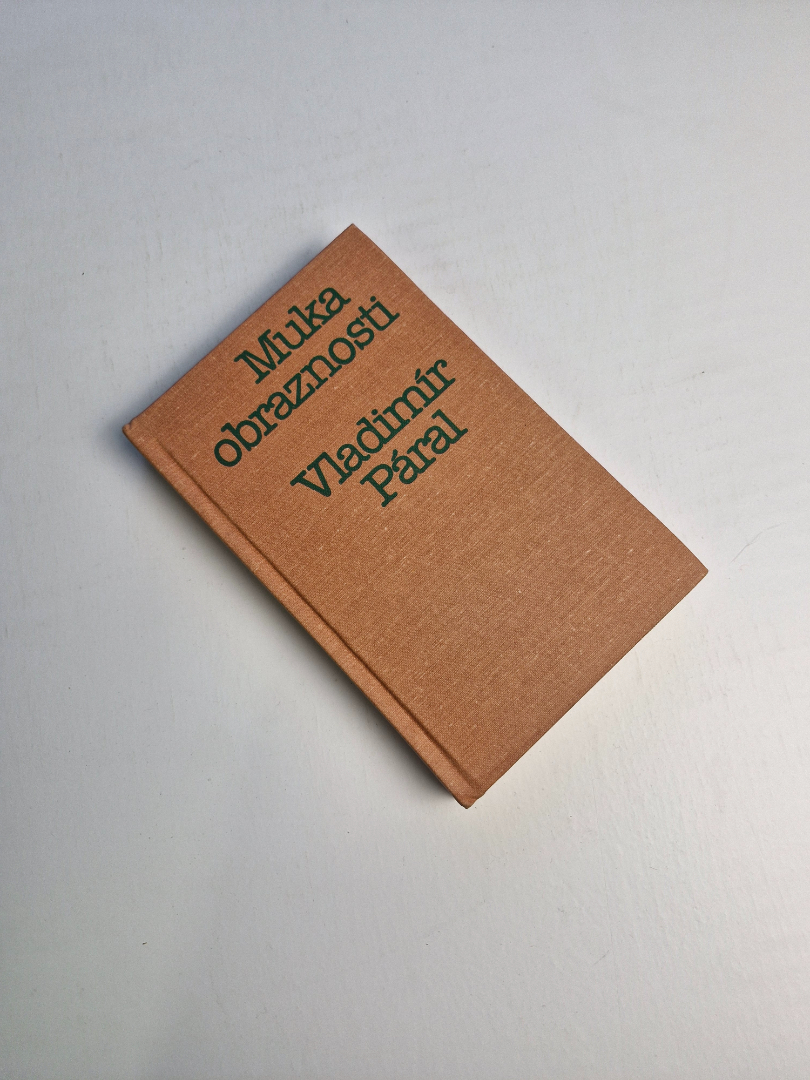 Muka
obraznosti
Vladimír
Páral